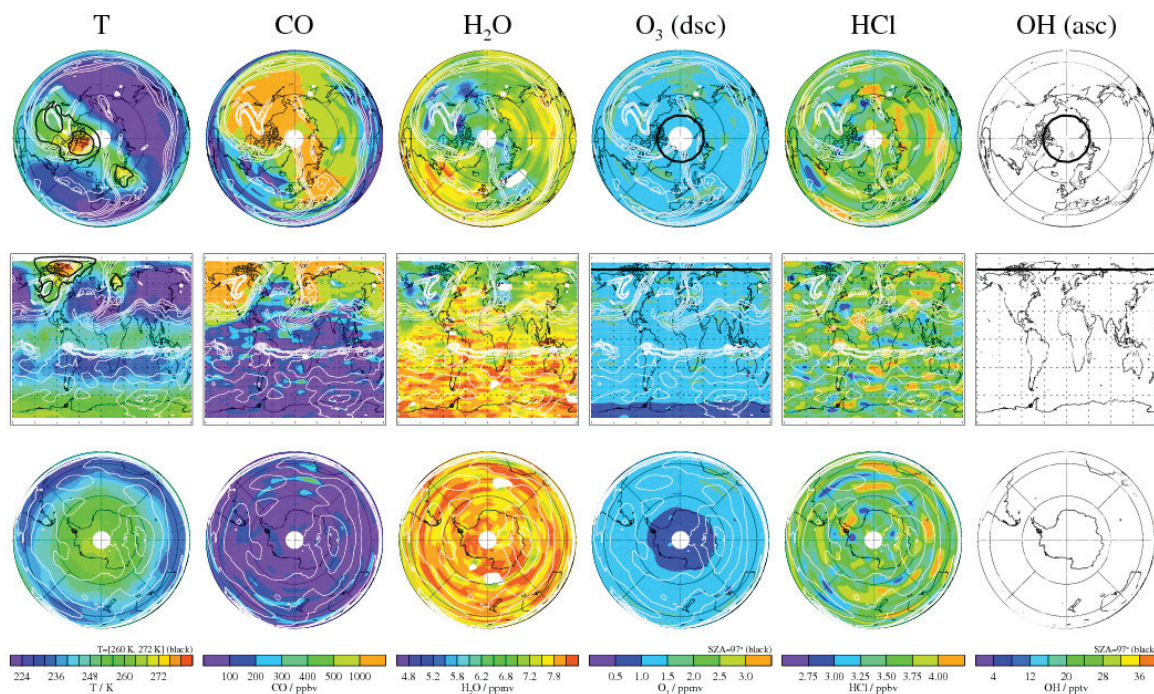 T CO H₂O O₃ (dsc) HCl OH (asc)
T=[260 K, 272 K] (black) SZA=97° (black) SZA=97° (black)
224 236 248 260 272 100 200 300 400 500 1000 4.8 5.2 5.8 6.2 6.8 7.2 7.9 0.5 1.0 1.5 2.0 2.5 3.0 2.75 3.00 3.25 3.50 3.75 4.00 4 12 20 28 36
T / K CO / ppbv H₂O / ppmv O₃ / ppmv HCl / ppbv OH / pptv